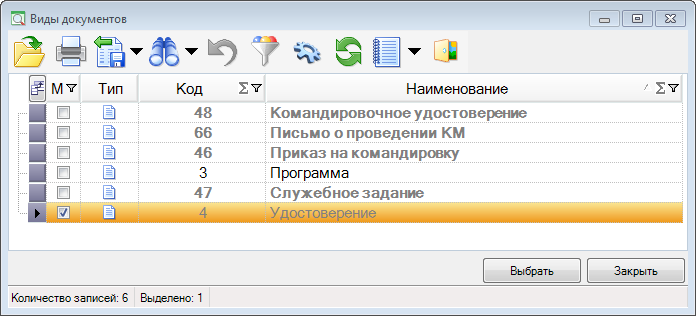 Виды документов
М Тип Код Σ Наименование Σ
48 Командировочное удостоверение
66 Письмо о проведении КМ
46 Приказ на командировку
3 Программа
47 Служебное задание
4 Удостоверение
Выбрать Закрыть
Количество записей: 6 Выделено: 1